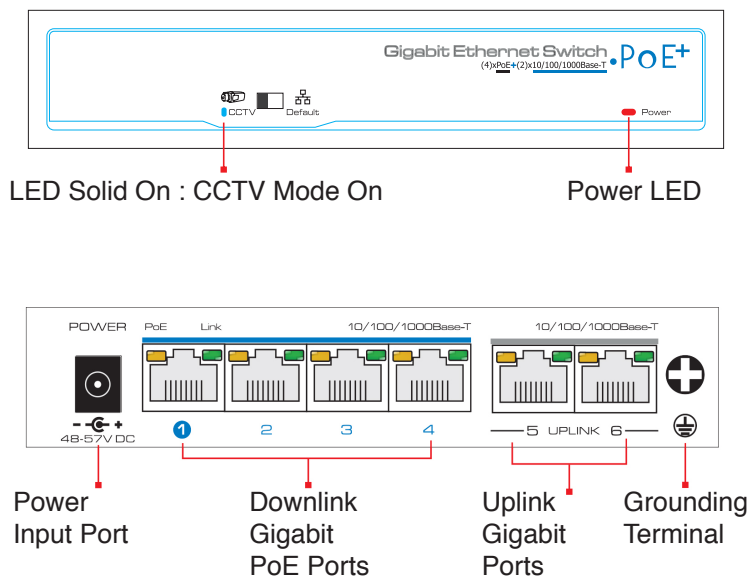 Gigabit Ethernet Switch
(4)xPoE+(2)x10/100/1000Base-T
PoE+
CCTV
Default
Power
LED Solid On : CCTV Mode On
Power LED
POWER
PoE
Link
10/100/1000Base-T
10/100/1000Base-T
- +
48-57V DC
1
2
3
4
5 UPLINK 6
Power
Input Port
Downlink
Gigabit
PoE Ports
Uplink
Gigabit
Ports
Grounding
Terminal